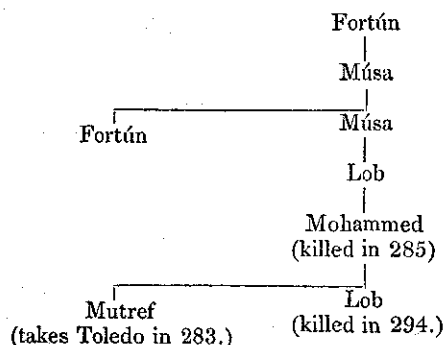 Fortún
Músa
Fortún Músa
Lob
Mohammed
(killed in 285)
Mutref Lob
(takes Toledo in 283.) (killed in 294.)